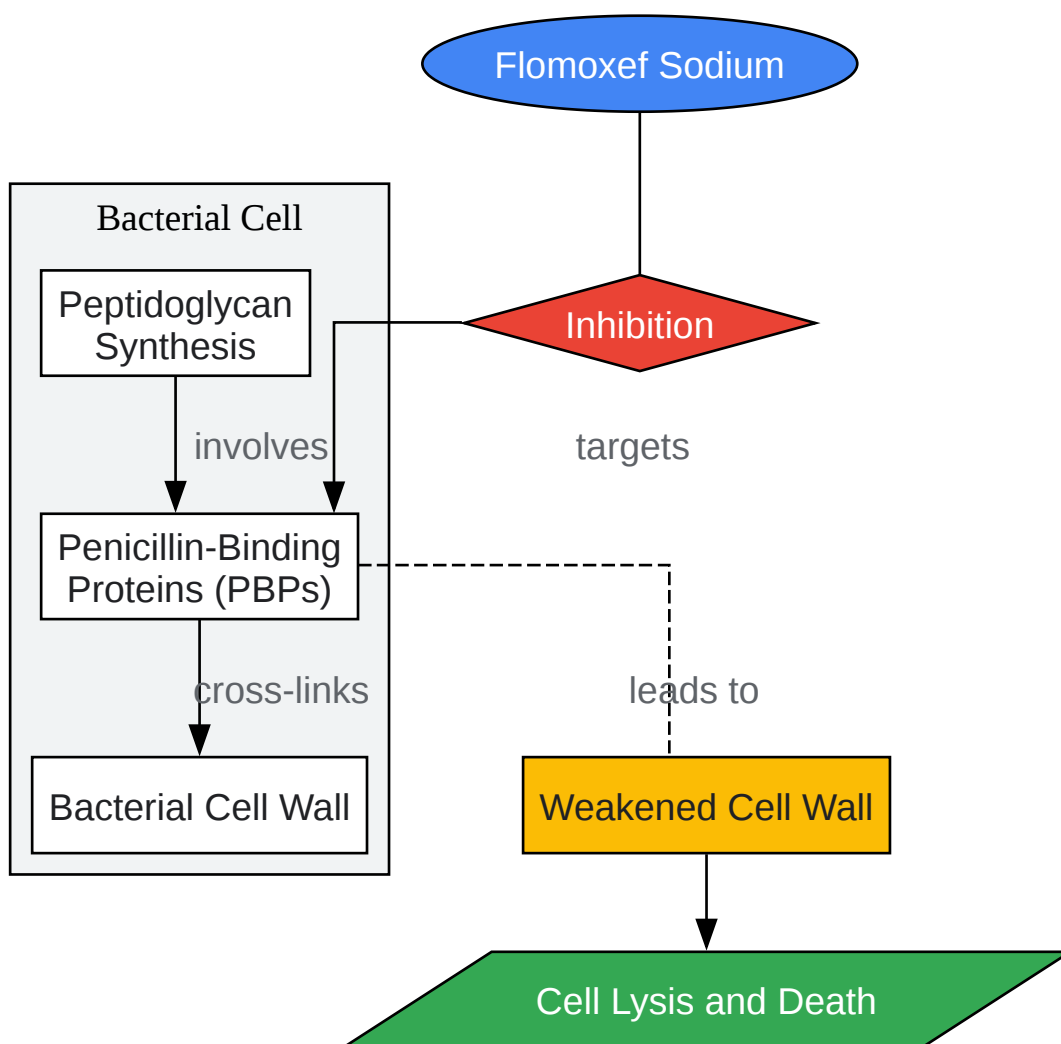 Flomoxef Sodium
Bacterial Cell
Peptidoglycan
Synthesis
Inhibition
involves
targets
Penicillin-Binding
Proteins (PBPs)
cross-links
leads to
Bacterial Cell Wall
Weakened Cell Wall
Cell Lysis and Death